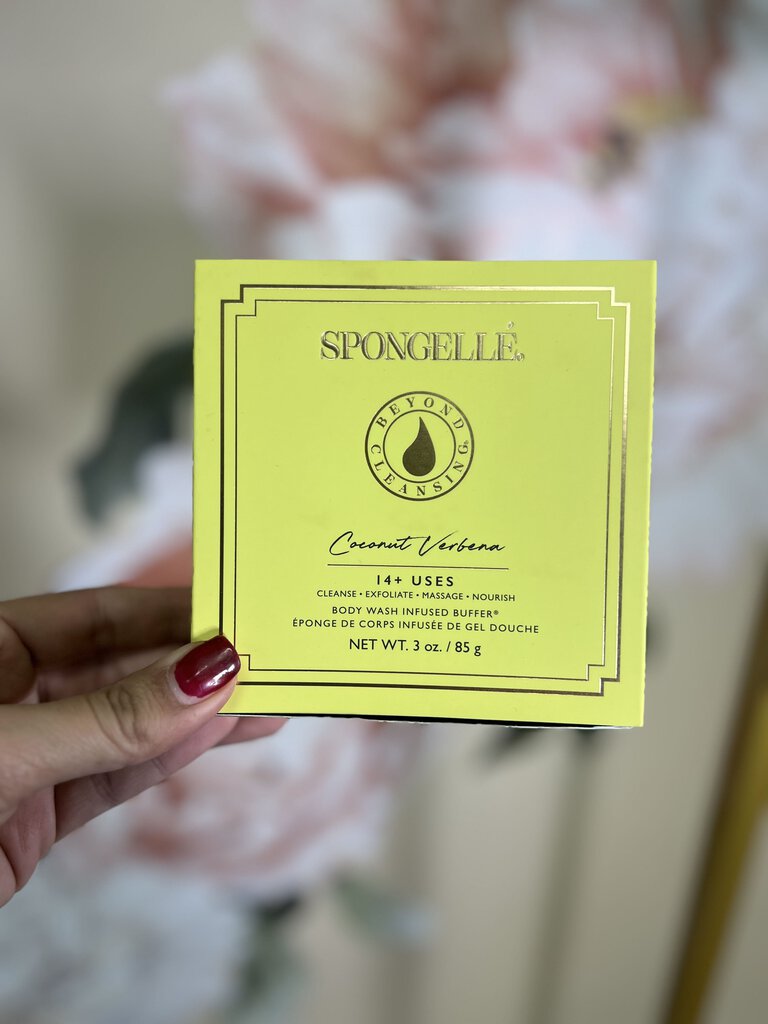 SPONGELLÉ®
BEYOND
CLEANSING®
Coconut Verbena
14+ USES
CLEANSE • EXFOLIATE • MASSAGE • NOURISH
BODY WASH INFUSED BUFFER®
ÉPONGE DE CORPS INFUSÉE DE GEL DOUCHE
NET WT. 3 oz. / 85 g